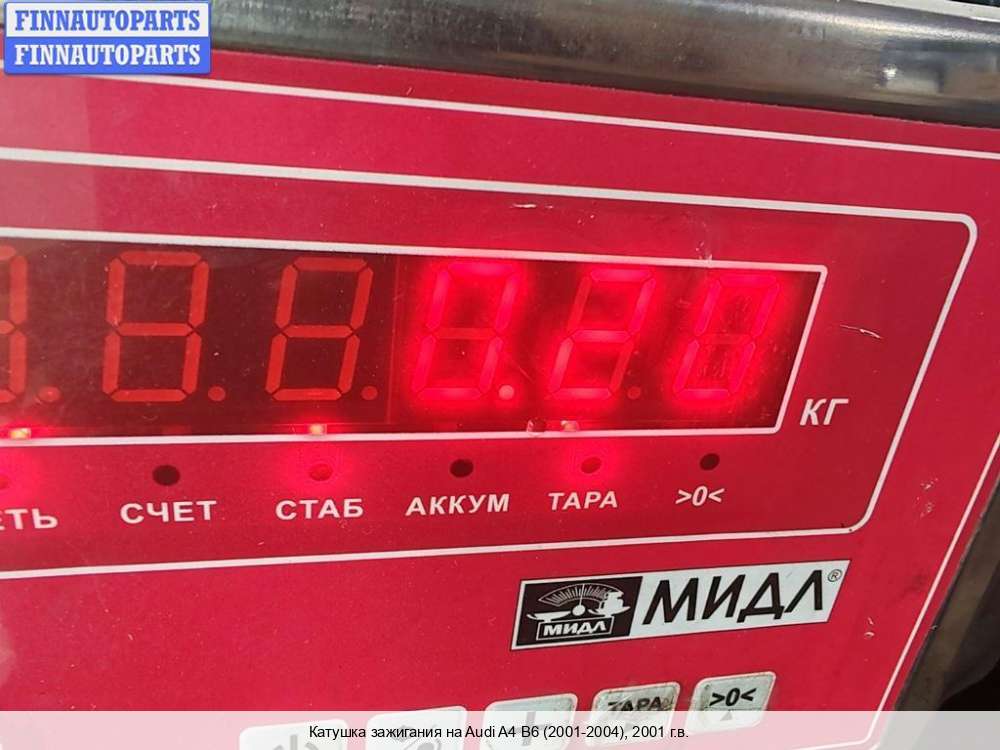 FINNAUTOPARTS
FINNAUTOPARTS
0.20
КГ
СЧЕТ СТАБ АККУМ ТАРА >0<
МИДЛ МИДЛ®
ТАРА >0<
Катушка зажигания на Audi A4 B6 (2001-2004), 2001 г.в.